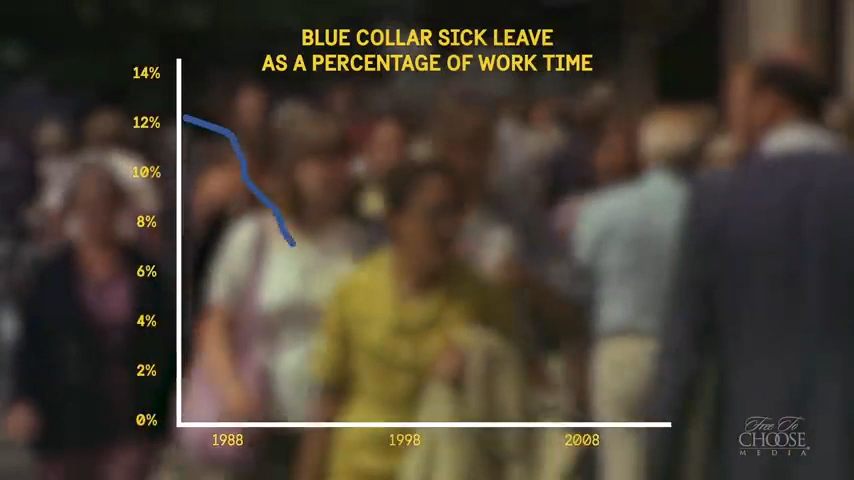 BLUE COLLAR SICK LEAVE
AS A PERCENTAGE OF WORK TIME
14%
12%
10%
8%
6%
4%
2%
0%
1988
1998
2008
Free To
CHOOSE
MEDIA